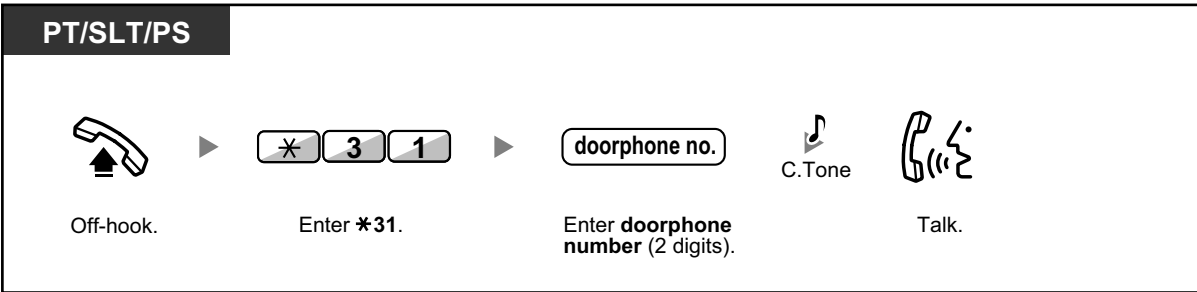 PT/SLT/PS
* 3 1
doorphone no.
C.Tone
Off-hook.
Enter *31.
Enter doorphone
number (2 digits).
Talk.